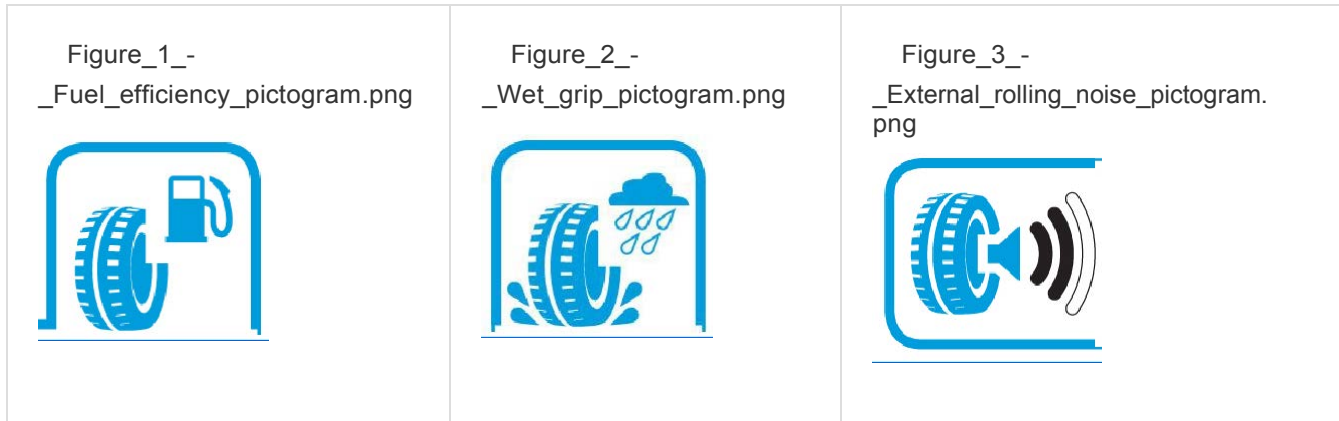 Figure_1_-
_Fuel_efficiency_pictogram.png
Figure_2_-
_Wet_grip_pictogram.png
Figure_3_-
_External_rolling_noise_pictogram.
png